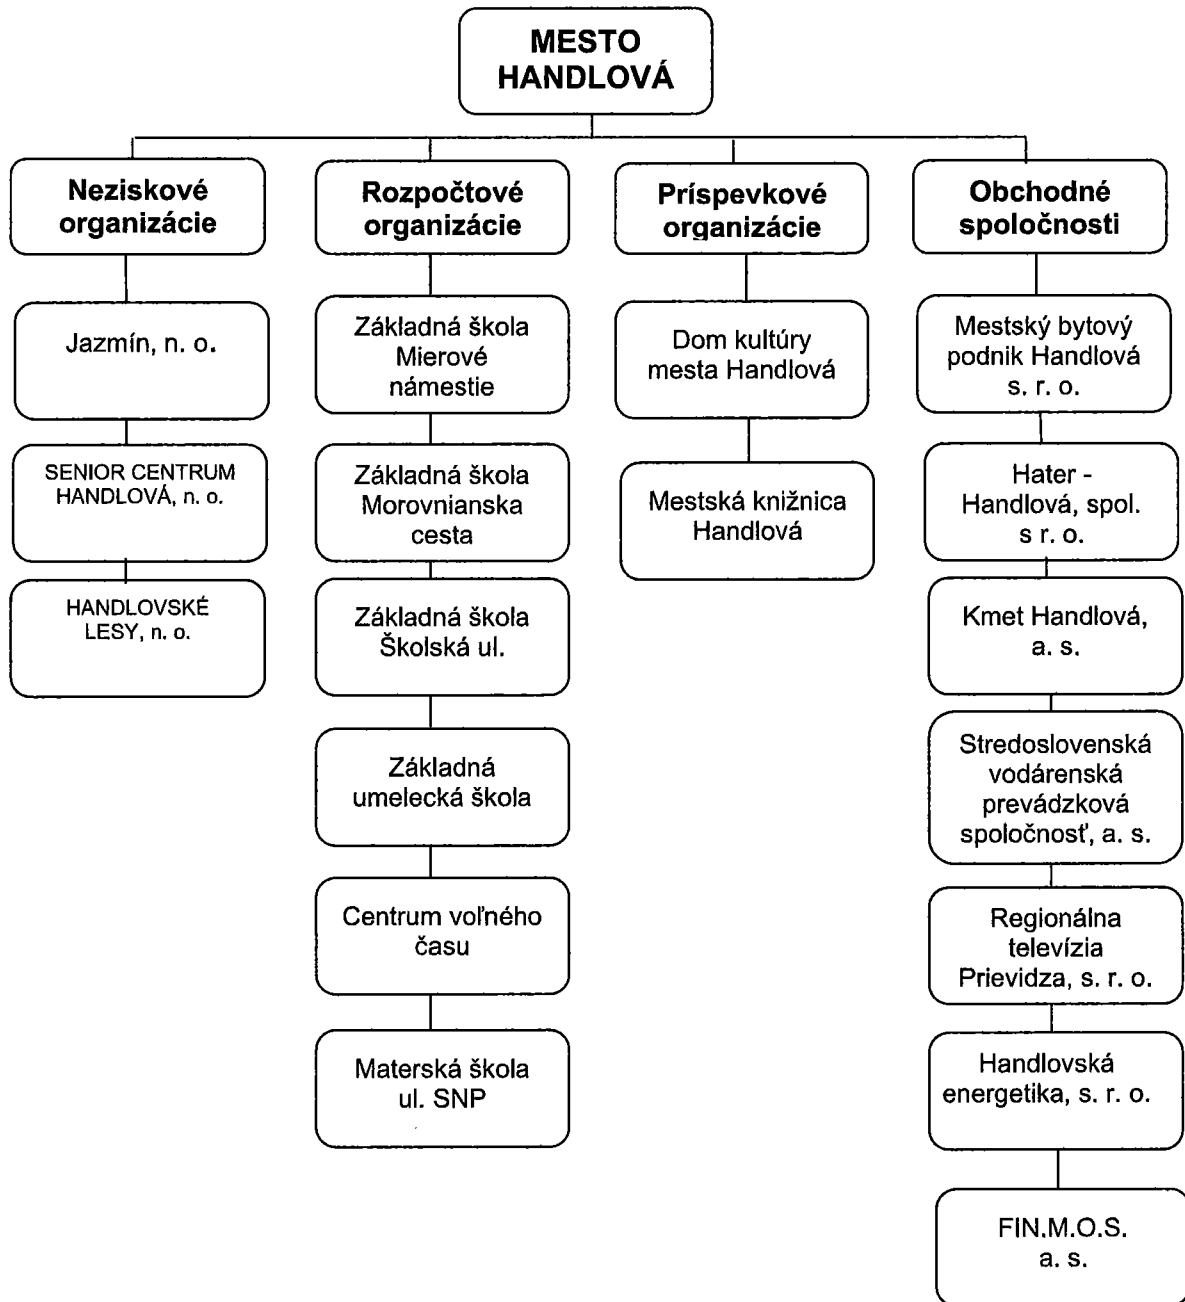 MESTO
HANDLOVÁ
Neziskové
organizácie
Jazmín, n. o.
SENIOR CENTRUM
HANDLOVÁ, n. o.
HANDLOVSKÉ
LESY, n. o.
Rozpočtové
organizácie
Základná škola
Mierové
námestie
Základná škola
Morovnianska
cesta
Základná škola
Školská ul.
Základná
umelecká škola
Centrum voľného
času
Materská škola
ul. SNP
Príspevkové
organizácie
Dom kultúry
mesta Handlová
Mestská knižnica
Handlová
Obchodné
spoločnosti
Mestský bytový
podnik Handlová
s. r. o.
Hater -
Handlová, spol.
s r. o.
Kmet Handlová,
a. s.
Stredoslovenská
vodárenská
prevádzková
spoločnosť, a. s.
Regionálna
televízia
Prievidza, s. r. o.
Handlovská
energetika, s. r. o.
FIN.M.O.S.
a. s.